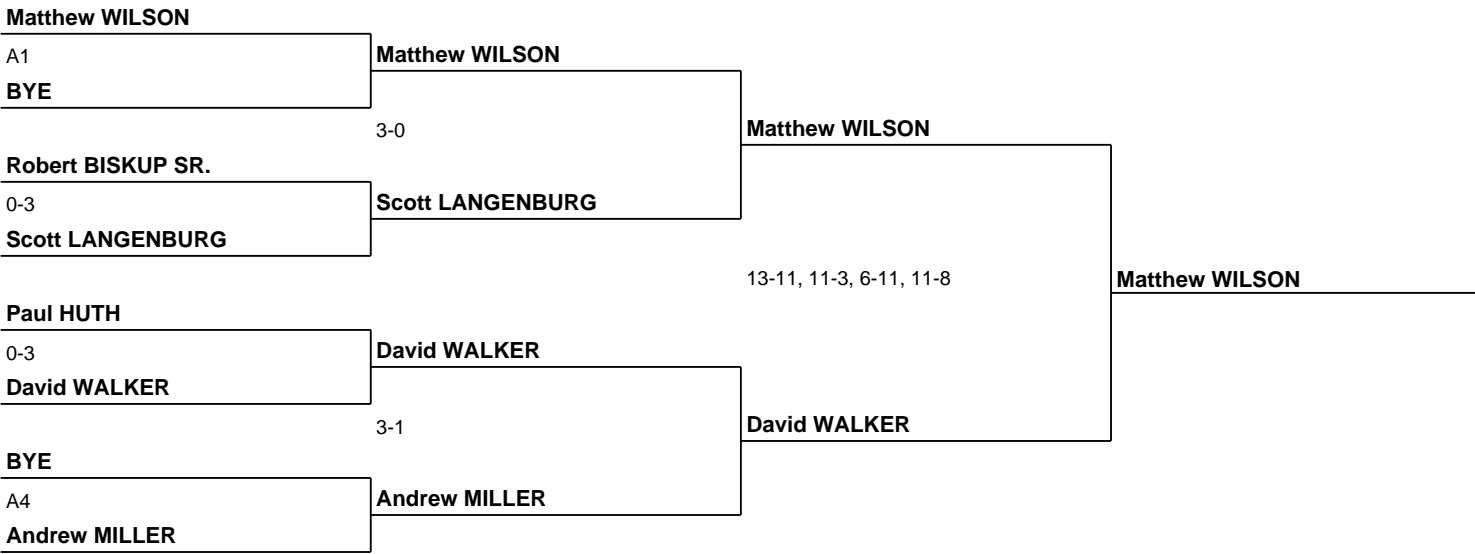 Matthew WILSON
A1
BYE
Matthew WILSON
3-0
Robert BISKUP SR.
0-3
Scott LANGENBURG
Scott LANGENBURG
Matthew WILSON
13-11, 11-3, 6-11, 11-8
Matthew WILSON
Paul HUTH
0-3
David WALKER
David WALKER
3-1
David WALKER
BYE
A4
Andrew MILLER
Andrew MILLER